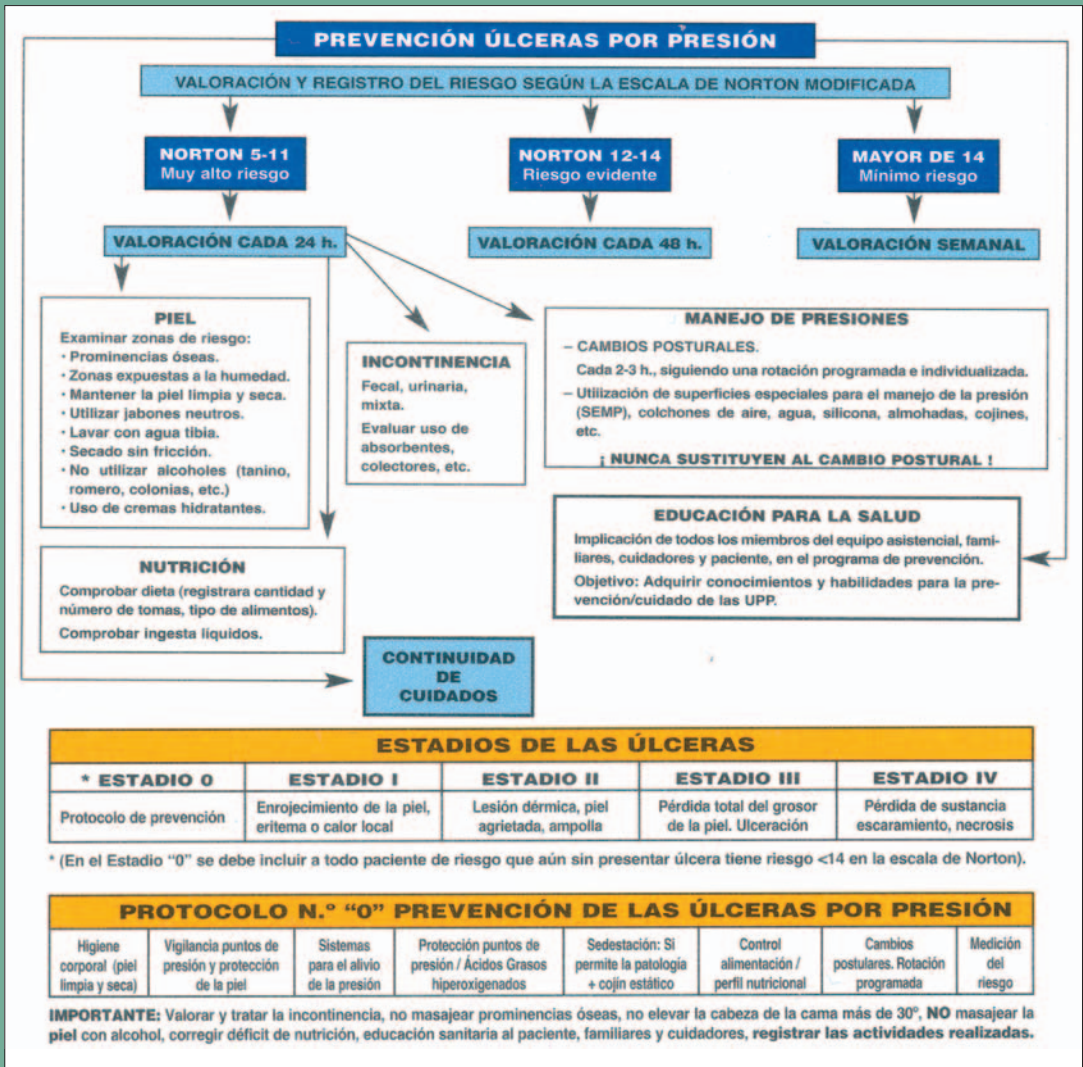 PREVENCIÓN ÚLCERAS POR PRESIÓN
VALORACIÓN Y REGISTRO DEL RIESGO SEGÚN LA ESCALA DE NORTON MODIFICADA
NORTON 5-11
Muy alto riesgo
NORTON 12-14
Riesgo evidente
MAYOR DE 14
Mínimo riesgo
VALORACIÓN CADA 24 h.
VALORACIÓN CADA 48 h.
VALORACIÓN SEMANAL
PIEL
Examinar zonas de riesgo:
· Prominencias óseas.
· Zonas expuestas a la humedad.
· Mantener la piel limpia y seca.
· Utilizar jabones neutros.
· Lavar con agua tibia.
· Secado sin fricción.
· No utilizar alcoholes (tanino,
romero, colonias, etc.)
· Uso de cremas hidratantes.
INCONTINENCIA
Fecal, urinaria,
mixta.
Evaluar uso de
absorbentes,
colectores, etc.
MANEJO DE PRESIONES
– CAMBIOS POSTURALES.
Cada 2-3 h., siguiendo una rotación programada e individualizada.
– Utilización de superficies especiales para el manejo de la presión
(SEMP), colchones de aire, agua, silicona, almohadas, cojines,
etc.
¡ NUNCA SUSTITUYEN AL CAMBIO POSTURAL !
EDUCACIÓN PARA LA SALUD
Implicación de todos los miembros del equipo asistencial, fami-
liares, cuidadores y paciente, en el programa de prevención.
Objetivo: Adquirir conocimientos y habilidades para la pre-
vención/cuidado de las UPP.
NUTRICIÓN
Comprobar dieta (registrara cantidad y
número de tomas, tipo de alimentos).
Comprobar ingesta líquidos.
CONTINUIDAD
DE
CUIDADOS
ESTADIOS DE LAS ÚLCERAS
* ESTADIO 0
ESTADIO I
ESTADIO II
ESTADIO III
ESTADIO IV
Protocolo de prevención
Enrojecimiento de la piel,
eritema o calor local
Lesión dérmica, piel
agrietada, ampolla
Pérdida total del grosor
de la piel. Ulceración
Pérdida de sustancia
escaramiento, necrosis
* (En el Estadio “0” se debe incluir a todo paciente de riesgo que aún sin presentar úlcera tiene riesgo <14 en la escala de Norton).
PROTOCOLO N.º “0” PREVENCIÓN DE LAS ÚLCERAS POR PRESIÓN
Higiene
corporal (piel
limpia y seca)
Vigilancia puntos de
presión y protección
de la piel
Sistemas
para el alivio
de la presión
Protección puntos de
presión / Ácidos Grasos
hiperoxigenados
Sedestación: Si
permite la patología
+ cojín estático
Control
alimentación /
perfil nutricional
Cambios
postulares. Rotación
programada
Medición
del
riesgo
IMPORTANTE: Valorar y tratar la incontinencia, no masajear prominencias óseas, no elevar la cabeza de la cama más de 30º, NO masajear la
piel con alcohol, corregir déficit de nutrición, educación sanitaria al paciente, familiares y cuidadores, registrar las actividades realizadas.